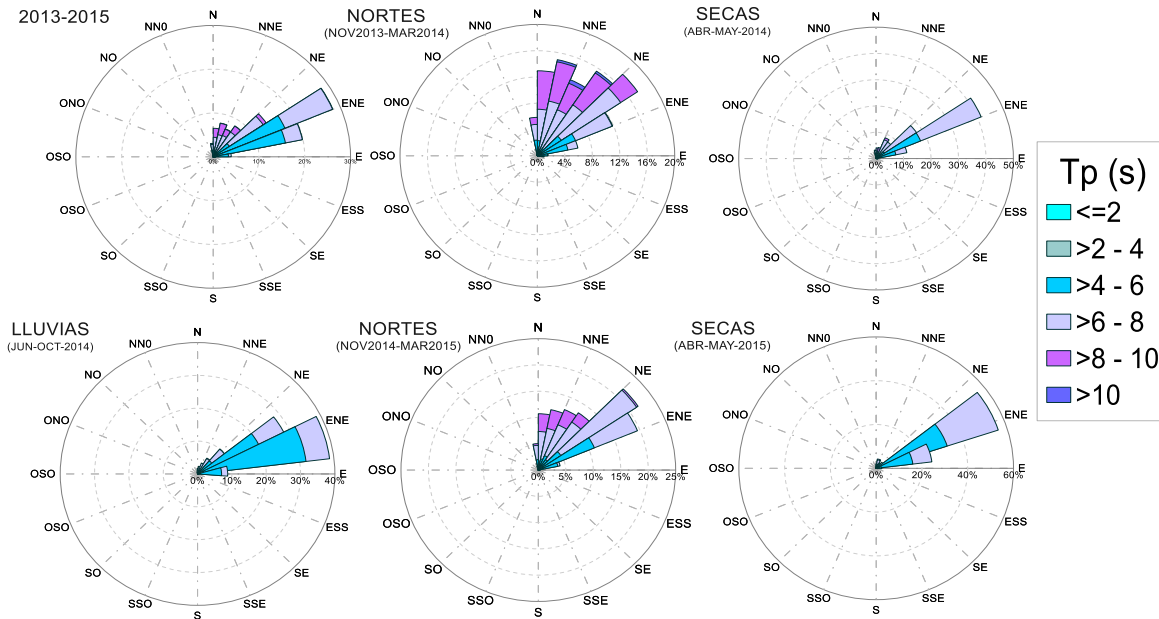 2013-2015
N
NNE
NE
ENE
E
ESS
SE
SSE
S
SSO
SO
OSO
OSO
ONO
NO
NN0
0%
10%
20%
30%
NORTES
(NOV2013-MAR2014)
N
NNE
NE
ENE
E
ESS
SE
SSE
S
SSO
SO
OSO
OSO
ONO
NO
NN0
0%
4%
8%
12%
16%
20%
SECAS
(ABR-MAY-2014)
N
NNE
NE
ENE
E
ESS
SE
SSE
S
SSO
SO
OSO
OSO
ONO
NO
NN0
0%
10%
20%
30%
40%
50%
LLUVIAS
(JUN-OCT-2014)
N
NNE
NE
ENE
E
ESS
SE
SSE
S
SSO
SO
OSO
OSO
ONO
NO
NN0
0%
10%
20%
30%
40%
NORTES
(NOV2014-MAR2015)
N
NNE
NE
ENE
E
ESS
SE
SSE
S
SSO
SO
OSO
OSO
ONO
NO
NN0
0%
5%
10%
15%
20%
25%
SECAS
(ABR-MAY-2015)
N
NNE
NE
ENE
E
ESS
SE
SSE
S
SSO
SO
OSO
OSO
ONO
NO
NN0
0%
20%
40%
60%
Tp (s)
<=2
>2 - 4
>4 - 6
>6 - 8
>8 - 10
>10